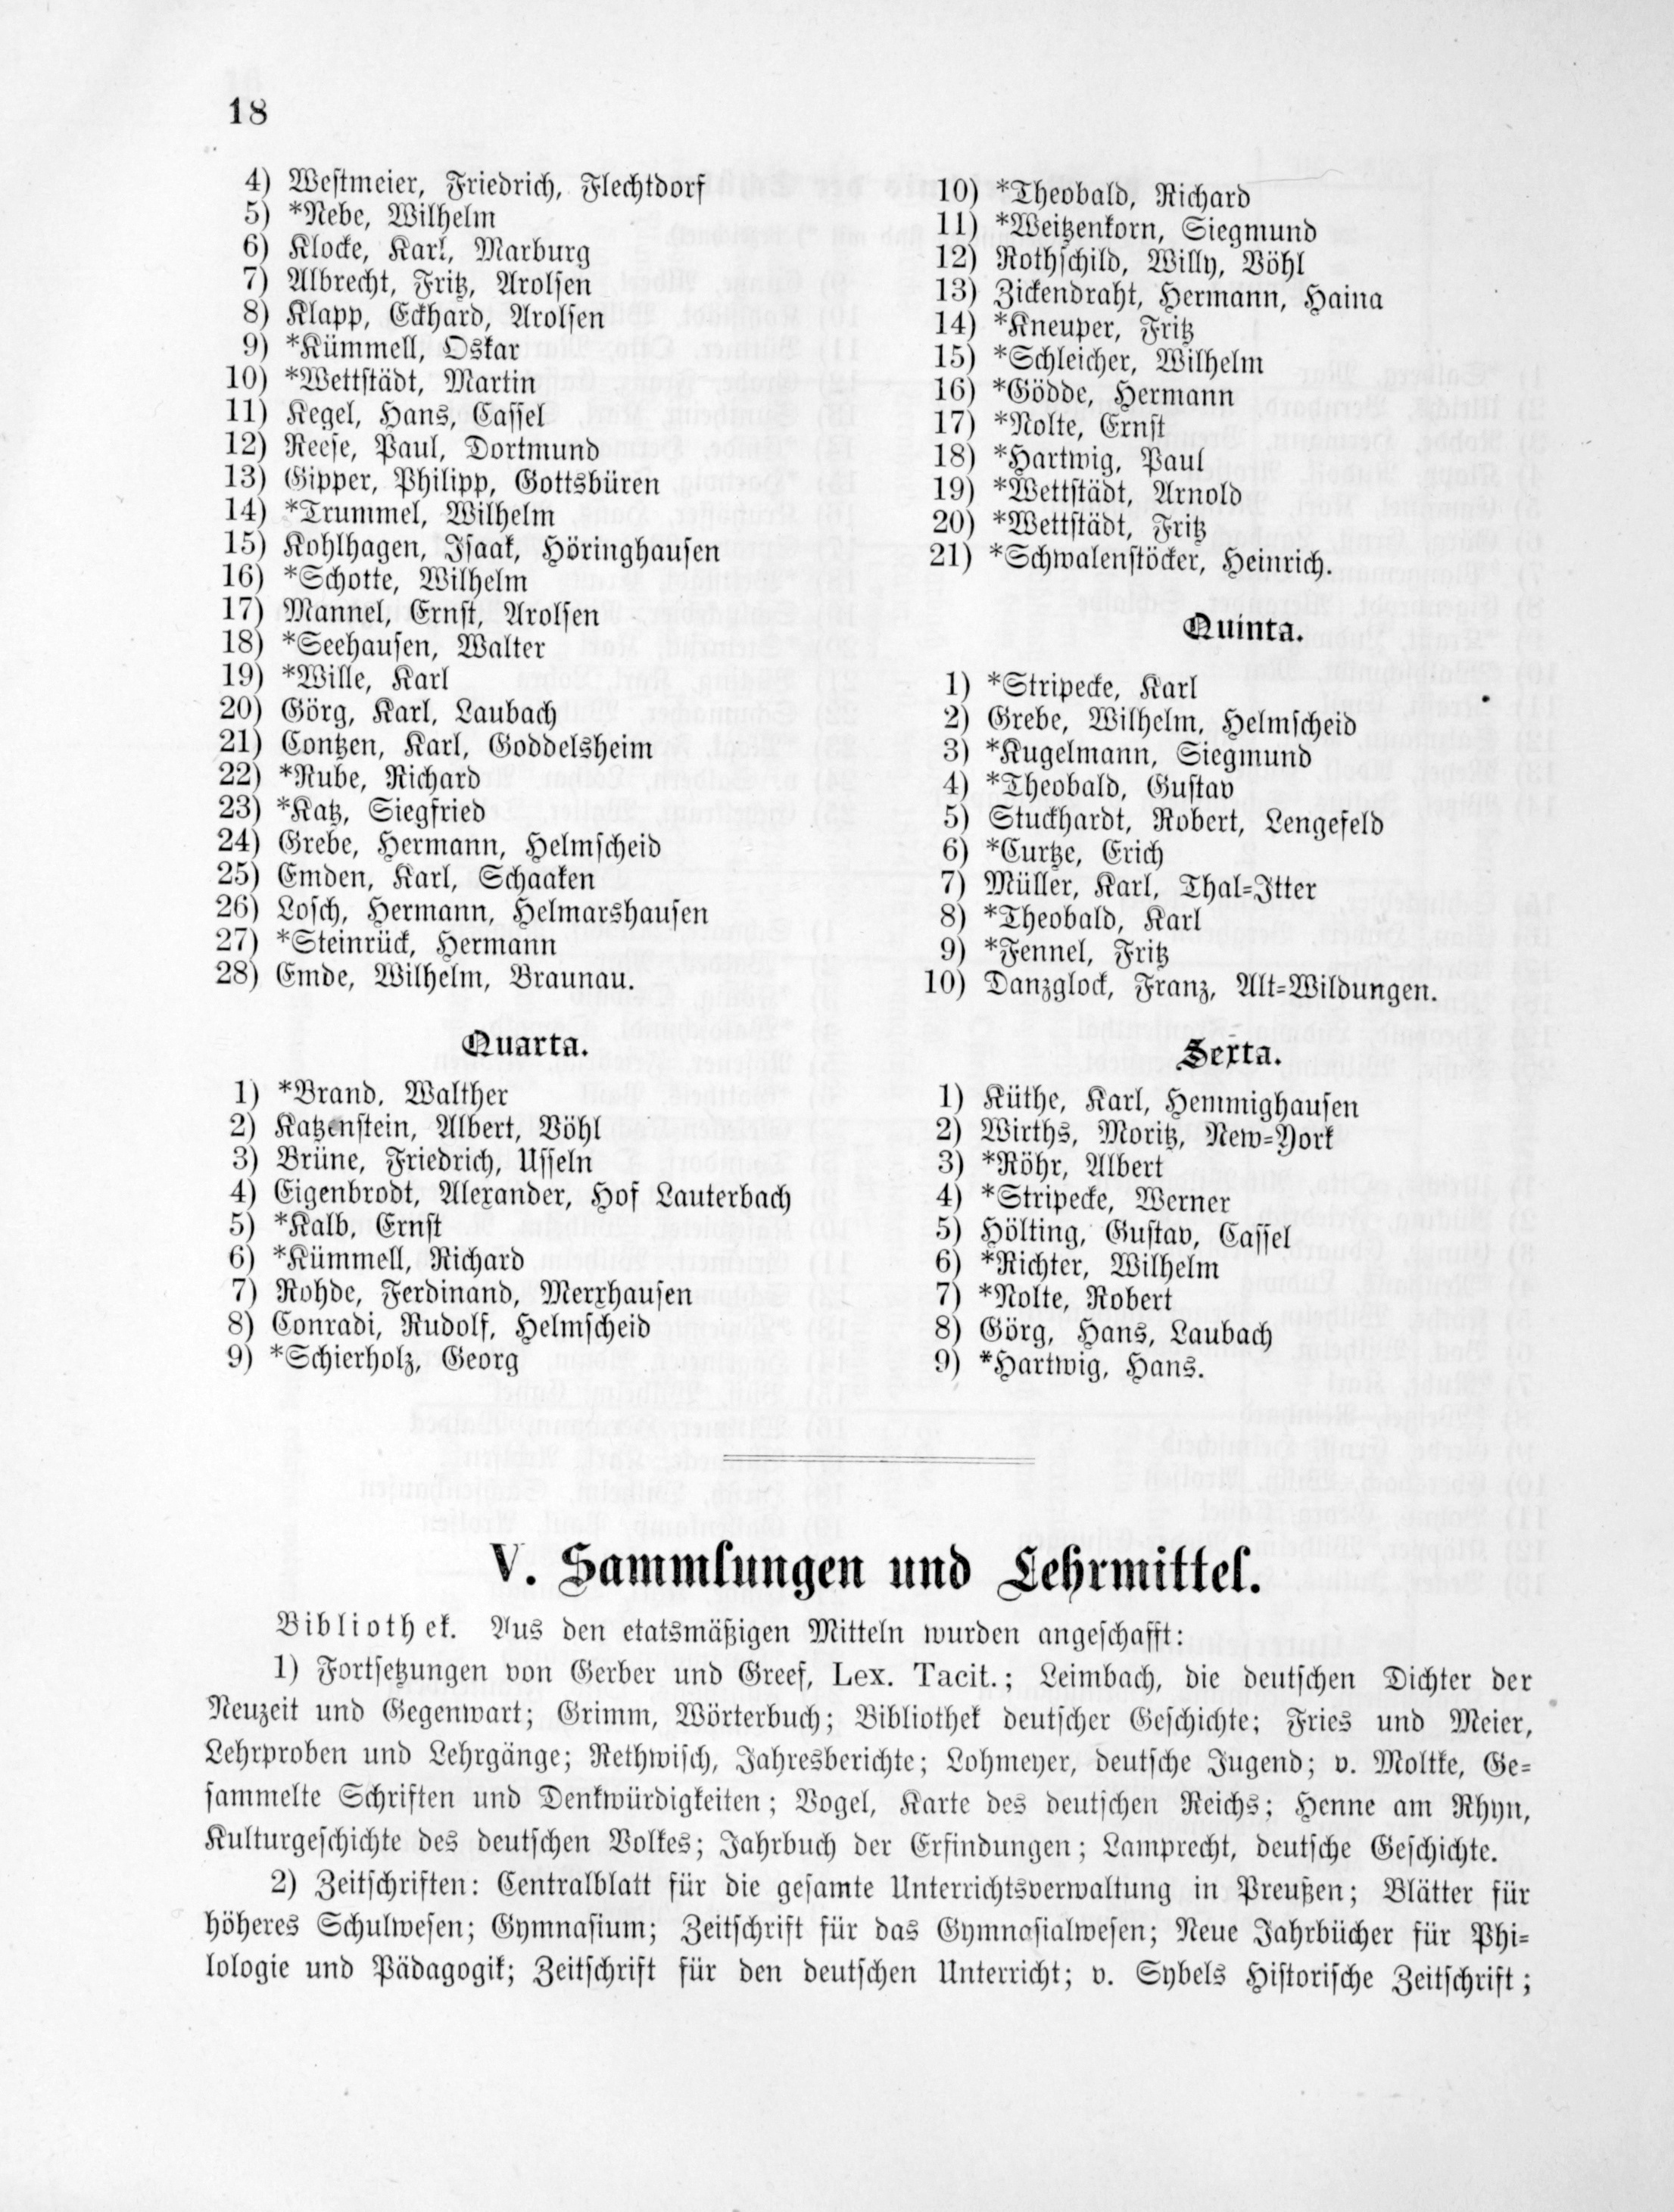 18
4) Westmeier, Friedrich, Flechtdorf
5) *Nebe, Wilhelm
6) Klocke, Karl, Marburg
7) Albrecht, Fritz, Arolsen
8) Klapp, Eckhard, Arolsen
9) *Kümmell, Oskar
10) *Wettstädt, Martin
11) Kegel, Hans, Cassel
12) Reese, Paul, Dortmund
13) Gipper, Philipp, Gottsbüren
14) *Trummel, Wilhelm
15) Kohlhagen, Isaak, Höringhausen
16) *Schotte, Wilhelm
17) Mannel, Ernst, Arolsen
18) *Seehausen, Walter
19) *Wille, Karl
20) Görg, Karl, Laubach
21) Contzen, Karl, Goddelsheim
22) *Rube, Richard
23) *Katz, Siegfried
24) Grebe, Hermann, Helmscheid
25) Emden, Karl, Schaaken
26) Losch, Hermann, Helmarshausen
27) *Steinrück, Hermann
28) Emde, Wilhelm, Braunau.
Quarta.
1) *Brand, Walther
2) Katzenstein, Albert, Vöhl
3) Brüne, Friedrich, Usseln
4) Eigenbrodt, Alexander, Hof Lauterbach
5) *Kalb, Ernst
6) *Kümmell, Richard
7) Rohde, Ferdinand, Merxhausen
8) Conradi, Rudolf, Helmscheid
9) *Schierholz, Georg
10) *Theobald, Richard
11) *Weitzenkorn, Siegmund
12) Rothschild, Willy, Vöhl
13) Zickendraht, Hermann, Haina
14) *Kneuper, Fritz
15) *Schleicher, Wilhelm
16) *Gödde, Hermann
17) *Nolte, Ernst
18) *Hartwig, Paul
19) *Wettstädt, Arnold
20) *Wettstädt, Fritz
21) *Schwalenstöcker, Heinrich.
Quinta.
1) *Stripecke, Karl
2) Grebe, Wilhelm, Helmscheid
3) *Kugelmann, Siegmund
4) *Theobald, Gustav
5) Stuckhardt, Robert, Lengefeld
6) *Curtze, Erich
7) Müller, Karl, Thal-Itter
8) *Theobald, Karl
9) *Fennel, Fritz
10) Danzglock, Franz, Alt-Wildungen.
Sexta.
1) Küthe, Karl, Hemmighausen
2) Wirths, Moritz, New-York
3) *Röhr, Albert
4) *Stripecke, Werner
5) Hölting, Gustav, Cassel
6) *Richter, Wilhelm
7) *Nolte, Robert
8) Görg, Hans, Laubach
9) *Hartwig, Hans.
V. Sammlungen und Lehrmittel.
Bibliothek. Aus den etatsmäßigen Mitteln wurden angeschafft:
1) Fortsetzungen von Gerber und Greef, Lex. Tacit.; Leimbach, die deutschen Dichter der
Neuzeit und Gegenwart; Grimm, Wörterbuch; Bibliothek deutscher Geschichte; Fries und Meier,
Lehrproben und Lehrgänge; Rethwisch, Jahresberichte; Lohmeyer, deutsche Jugend; v. Moltke, Ge-
sammelte Schriften und Denkwürdigkeiten; Vogel, Karte des deutschen Reichs; Henne am Rhyn,
Kulturgeschichte des deutschen Volkes; Jahrbuch der Erfindungen; Lamprecht, deutsche Geschichte.
2) Zeitschriften: Centralblatt für die gesamte Unterrichtsverwaltung in Preußen; Blätter für
höheres Schulwesen; Gymnasium; Zeitschrift für das Gymnasialwesen; Neue Jahrbücher für Phi-
lologie und Pädagogik; Zeitschrift für den deutschen Unterricht; v. Sybels Historische Zeitschrift;